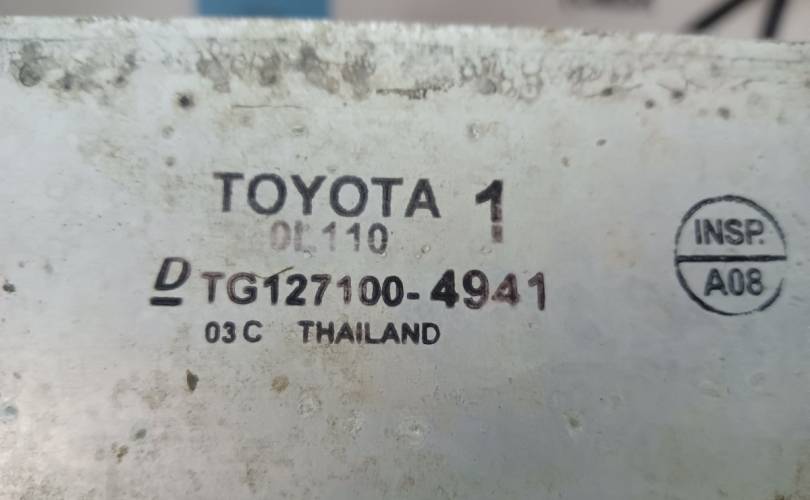 TOYOTA 1
0L110
D TG127100-4941
03C THAILAND
INSP.
A08